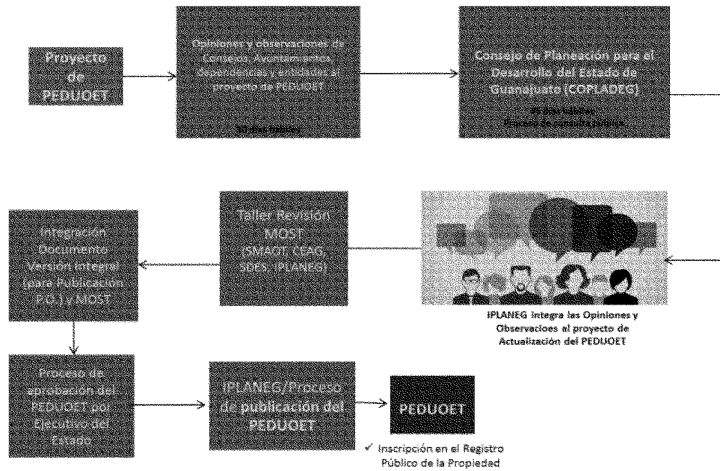 Proyecto
de
PEDUOET
Opiniones y observaciones de
Consejos, Ayuntamientos,
dependencias y entidades al
proyecto de PEDUOET
30 días hábiles
Consejo de Planeación para el
Desarrollo del Estado de
Guanajuato (COPLADEG)
45 días hábiles
Proceso de consulta pública
IPLANEG integra las Opiniones y
Observacioes al proyecto de
Actualización del PEDUOET
Taller Revisión
MOST
(SMAOT, CEAG,
SDES, IPLANEG)
Integración
Documento
Versión Integral
(para Publicación
P.O.) y MOST
Proceso de
aprobación del
PEDUOET por
Ejecutivo del
Estado
IPLANEG/Proceso
de publicación del
PEDUOET
PEDUOET
✓ Inscripción en el Registro
Público de la Propiedad